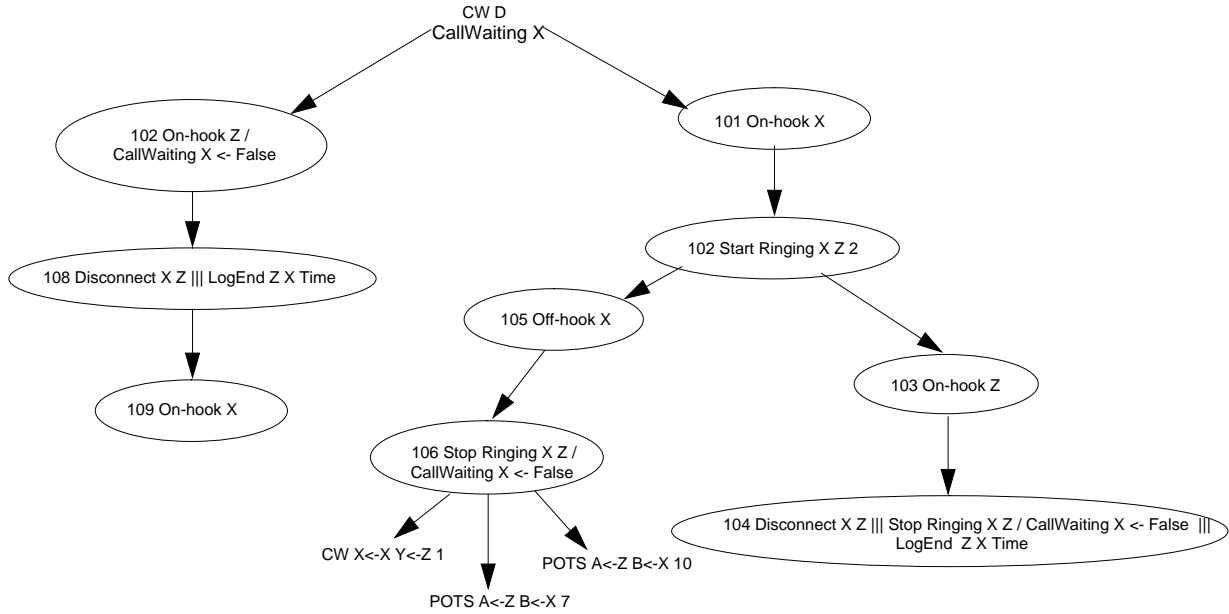 CW D
CallWaiting X
102 On-hook Z /
CallWaiting X <- False
101 On-hook X
102 Start Ringing X Z 2
108 Disconnect X Z ||| LogEnd Z X Time
105 Off-hook X
103 On-hook Z
109 On-hook X
106 Stop Ringing X Z /
CallWaiting X <- False
104 Disconnect X Z ||| Stop Ringing X Z / CallWaiting X <- False |||
LogEnd Z X Time
CW X<-X Y<-Z 1
POTS A<-Z B<-X 10
POTS A<-Z B<-X 7